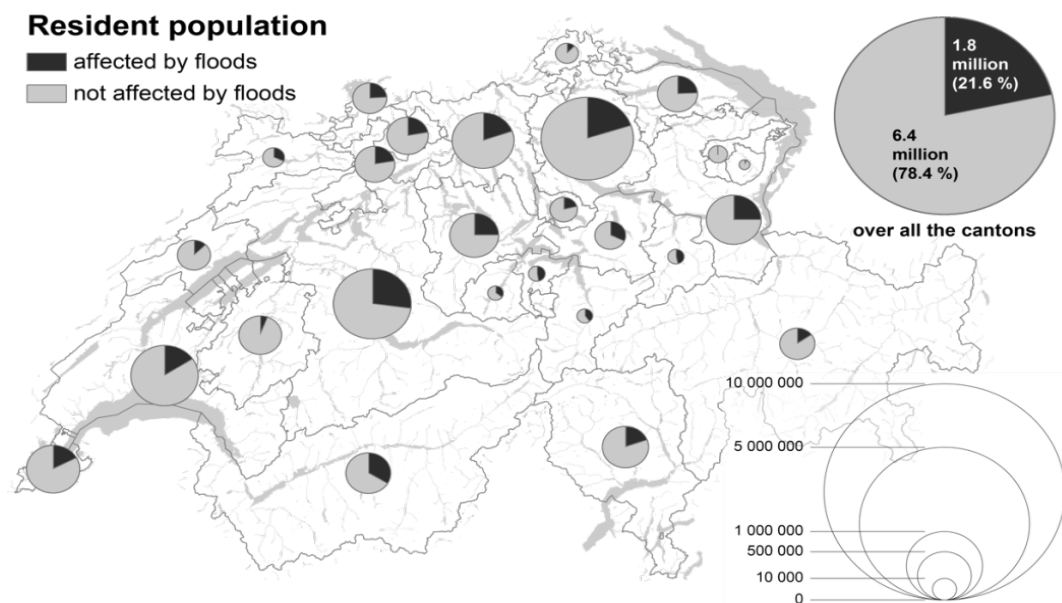 Resident population
affected by floods
not affected by floods
1.8
million
(21.6 %)
6.4
million
(78.4 %)
over all the cantons
10 000 000
5 000 000
1 000 000
500 000
10 000
0